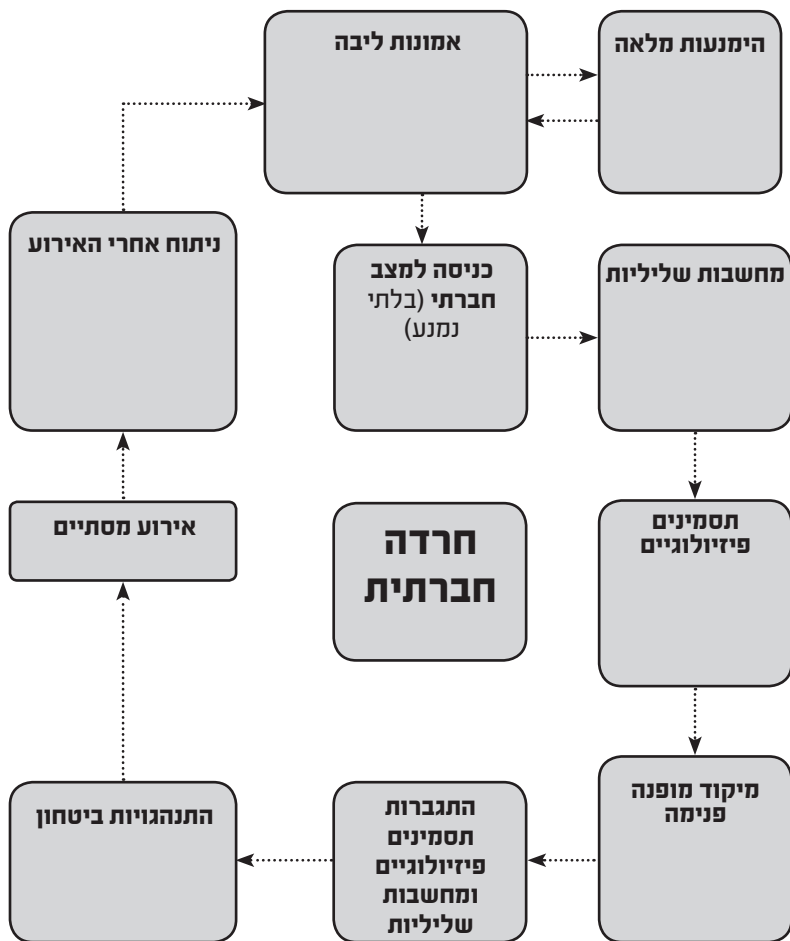 אמונות ליבה
הימנעות מלאה
ניתוח אחרי האירוע
כניסה למצב
חברתי (בלתי
נמנע)
מחשבות שליליות
אירוע מסתיים
חרדה
חברתית
תסמינים
פיזיולוגיים
התנהגויות ביטחון
התגברות
תסמינים
פיזיולוגיים
ומחשבות
שליליות
מיקוד מופנה
פנימה